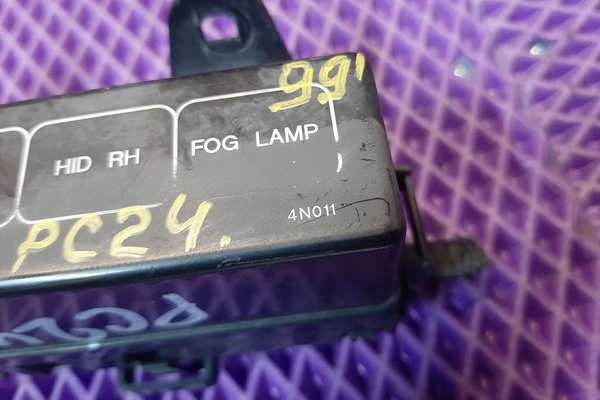 99'
HID RH
FOG LAMP
4N011
PC24.